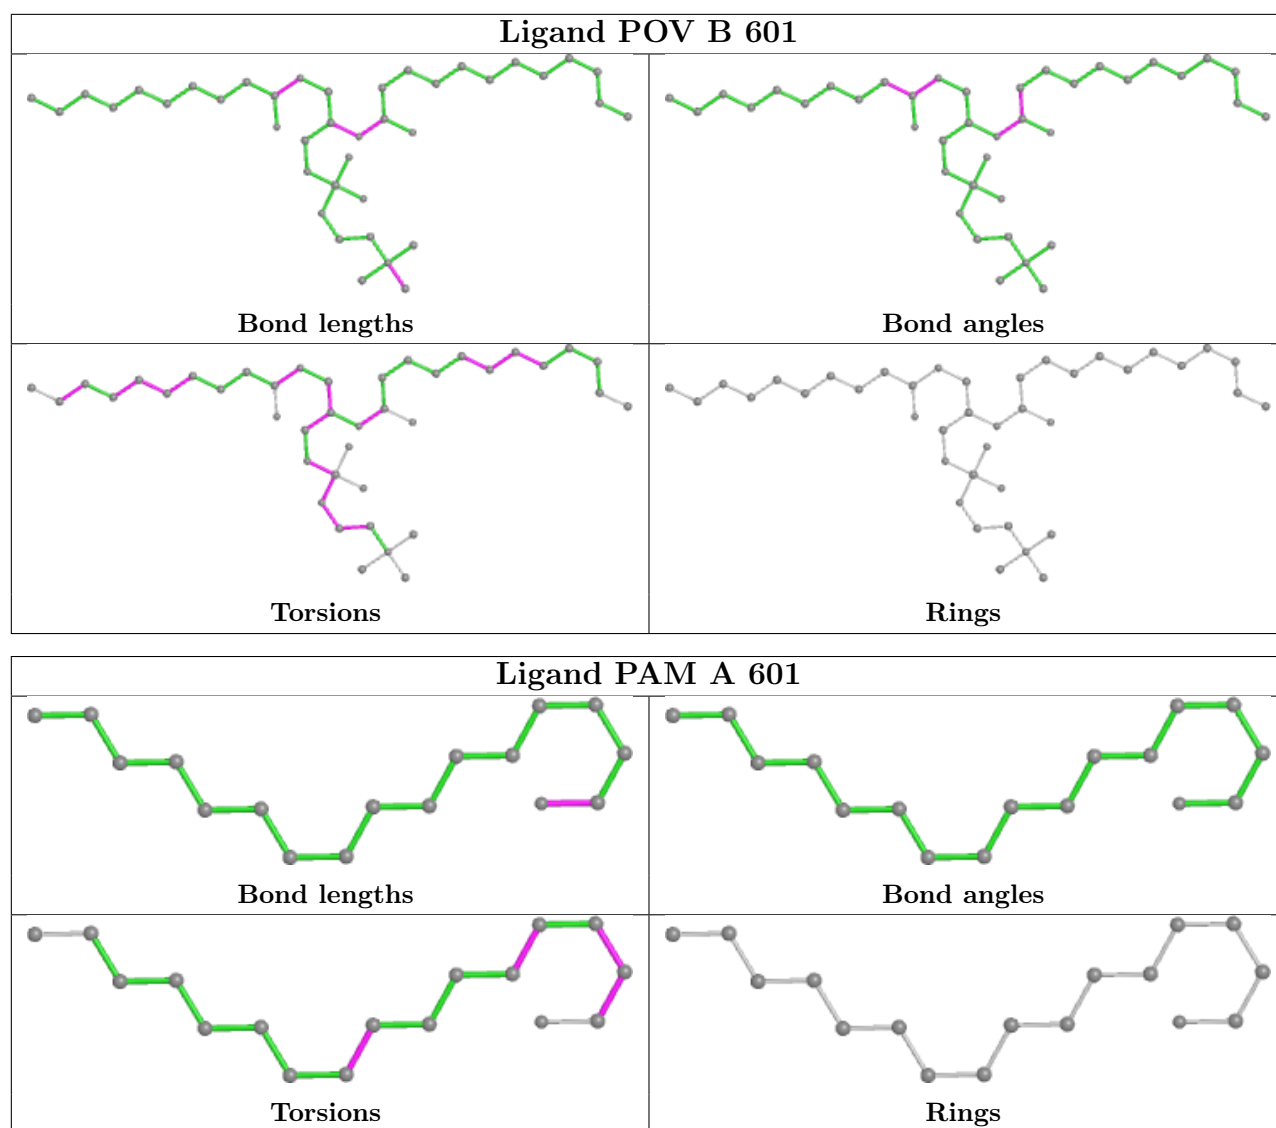 Ligand POV B 601
Bond lengths
Bond angles
Torsions
Rings
Ligand PAM A 601
Bond lengths
Bond angles
Torsions
Rings